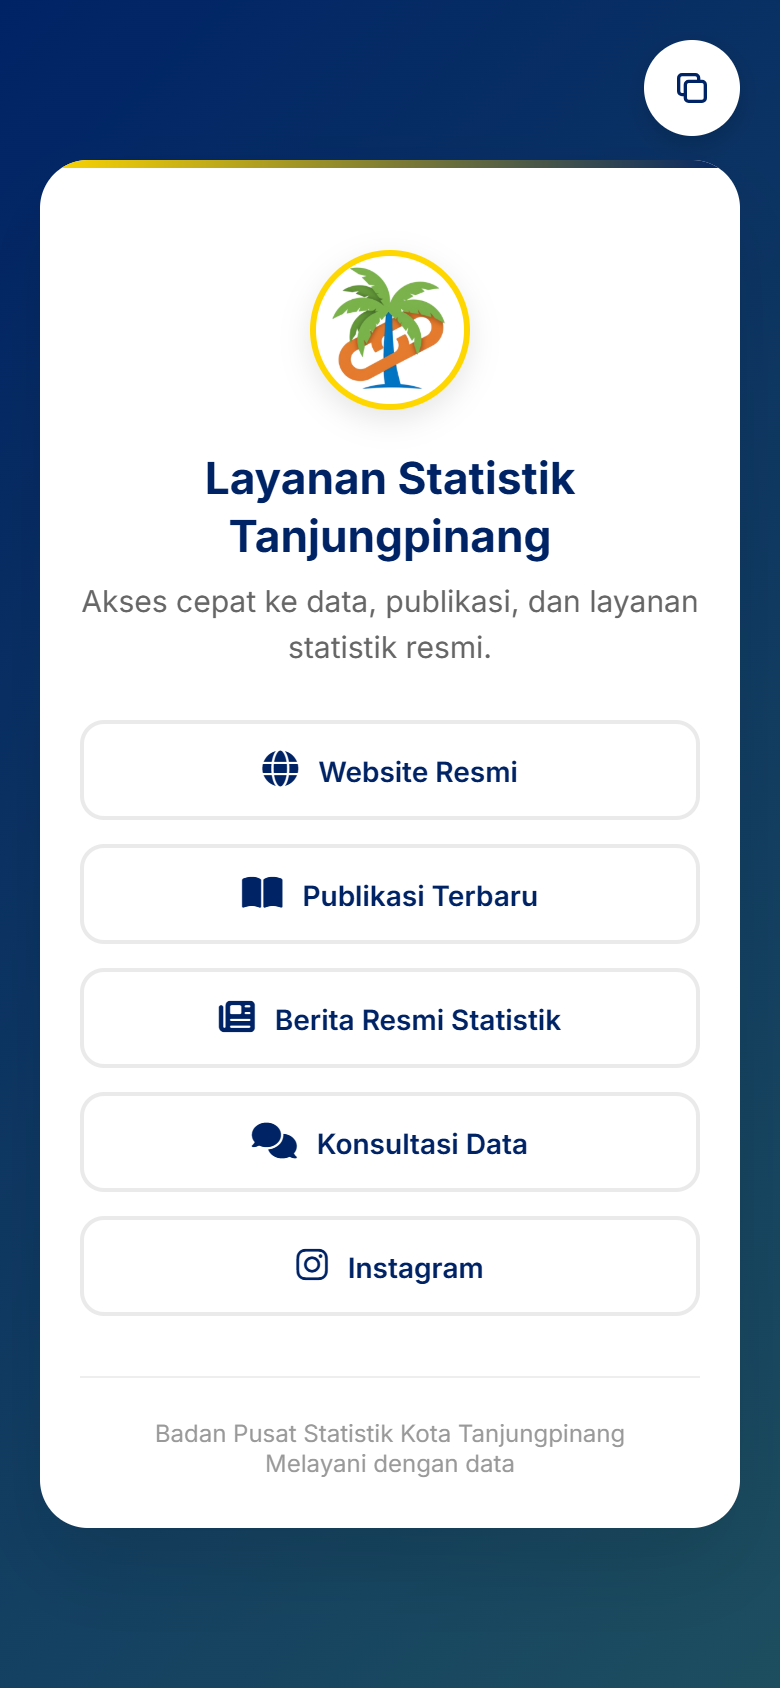 Layanan Statistik
Tanjungpinang
Akses cepat ke data, publikasi, dan layanan
statistik resmi.
Website Resmi
Publikasi Terbaru
Berita Resmi Statistik
Konsultasi Data
Instagram
Badan Pusat Statistik Kota Tanjungpinang
Melayani dengan data